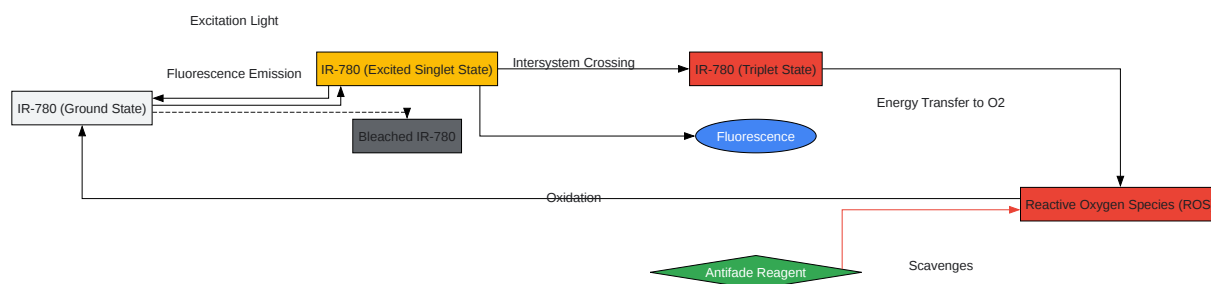 Excitation Light
Fluorescence Emission
IR-780 (Excited Singlet State)
Intersystem Crossing
IR-780 (Triplet State)
IR-780 (Ground State)
Energy Transfer to O2
Bleached IR-780
Fluorescence
Oxidation
Reactive Oxygen Species (ROS
Antifade Reagent
Scavenges